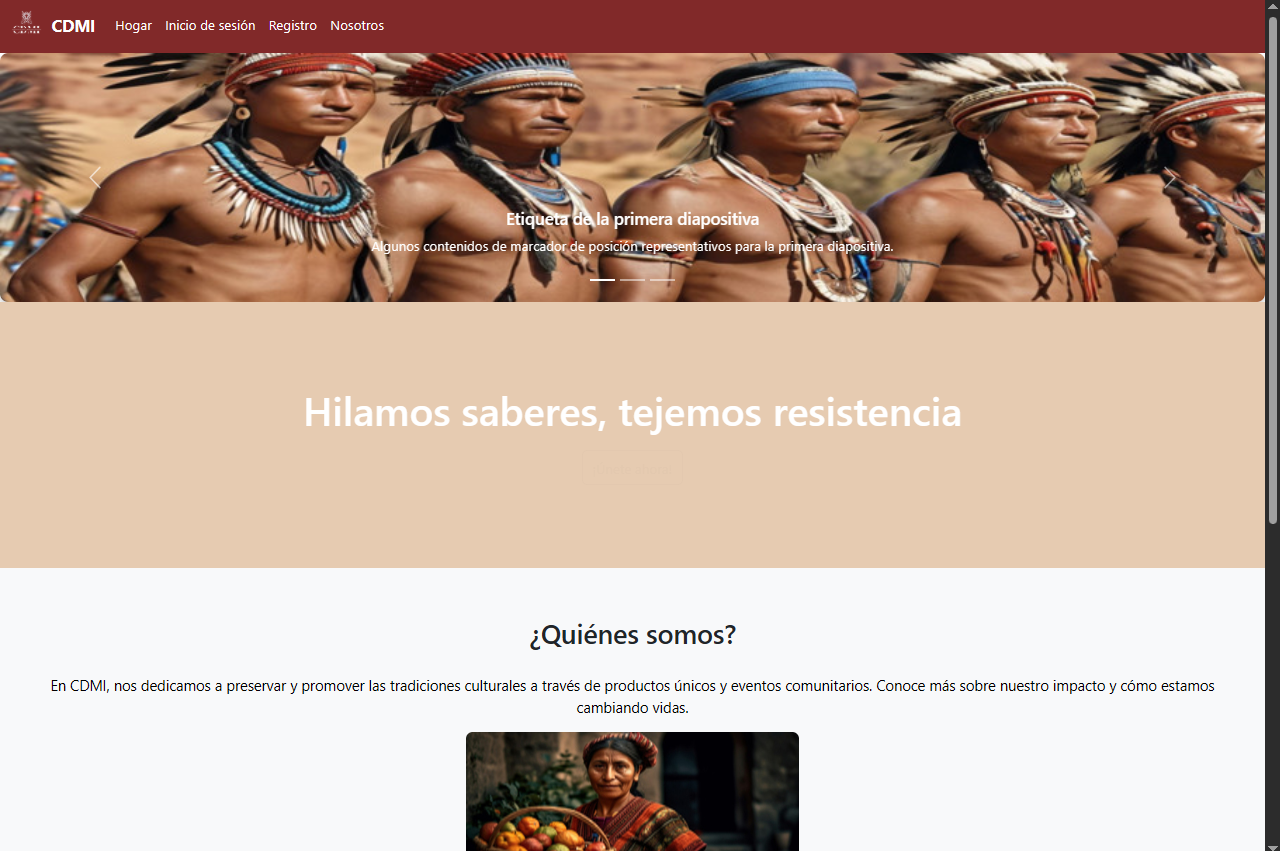 CDMI
CDMI
Hogar
Inicio de sesión
Registro
Nosotros
Etiqueta de la primera diapositiva
Algunos contenidos de marcador de posición representativos para la primera diapositiva.
Hilamos saberes, tejemos resistencia
¿Quiénes somos?
En CDMI, nos dedicamos a preservar y promover las tradiciones culturales a través de productos únicos y eventos comunitarios. Conoce más sobre nuestro impacto y cómo estamos
cambiando vidas.